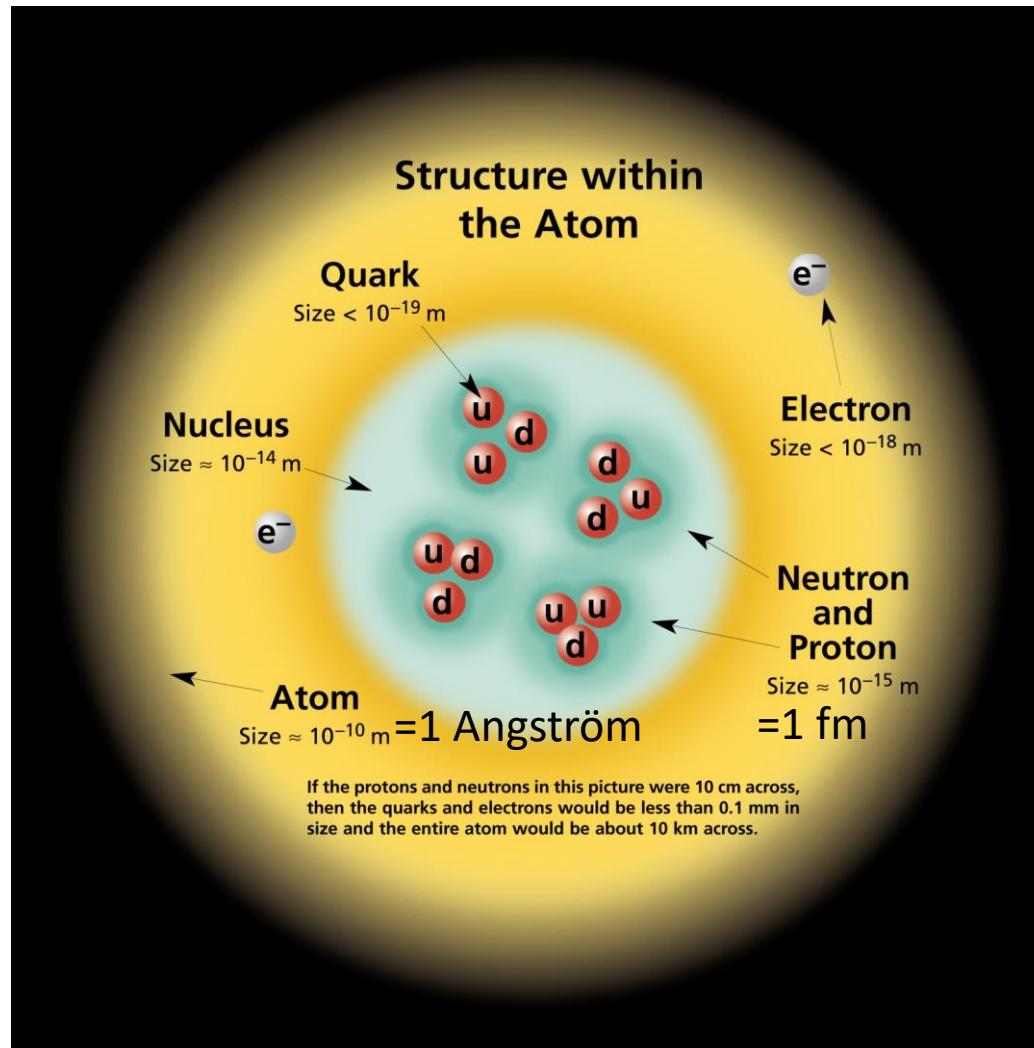 Structure within
the Atom
Quark
Size < 10⁻¹⁹ m
e⁻
Electron
Size < 10⁻¹⁸ m
Nucleus
Size ≈ 10⁻¹⁴ m
e⁻
u
d
u
d
u
d
u
d
d
u
u
d
Neutron
and
Proton
Size ≈ 10⁻¹⁵ m
=1 fm
Atom
Size ≈ 10⁻¹⁰ m =1 Angström
If the protons and neutrons in this picture were 10 cm across,
then the quarks and electrons would be less than 0.1 mm in
size and the entire atom would be about 10 km across.